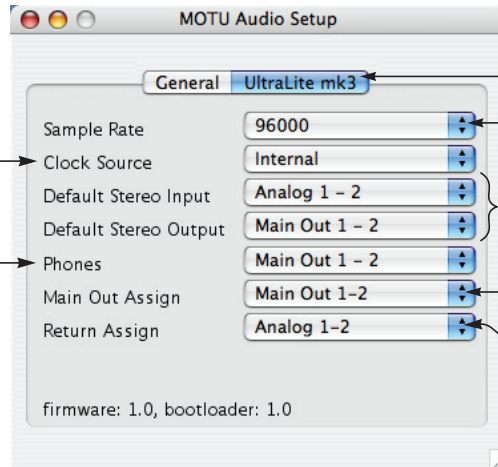 MOTU Audio Setup
General UltraLite mk3
Sample Rate 96000
Clock Source Internal
Default Stereo Input Analog 1 – 2
Default Stereo Output Main Out 1 – 2
Phones Main Out 1 – 2
Main Out Assign Main Out 1–2
Return Assign Analog 1–2
firmware: 1.0, bootloader: 1.0